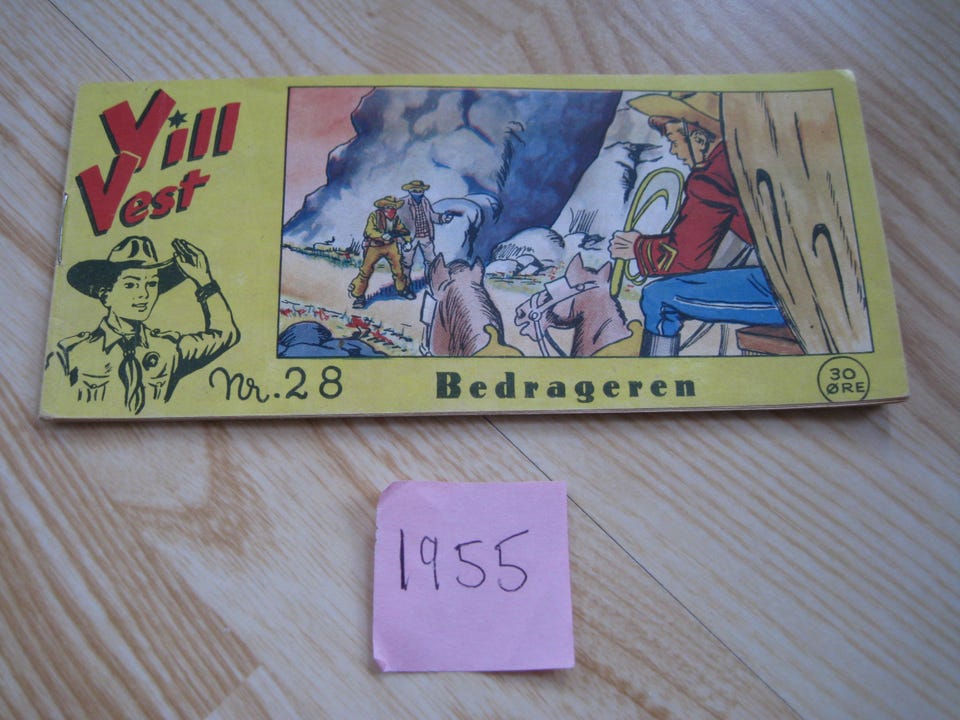 Vill
Vest
Nr. 28
Bedrageren
30
ØRE
1955